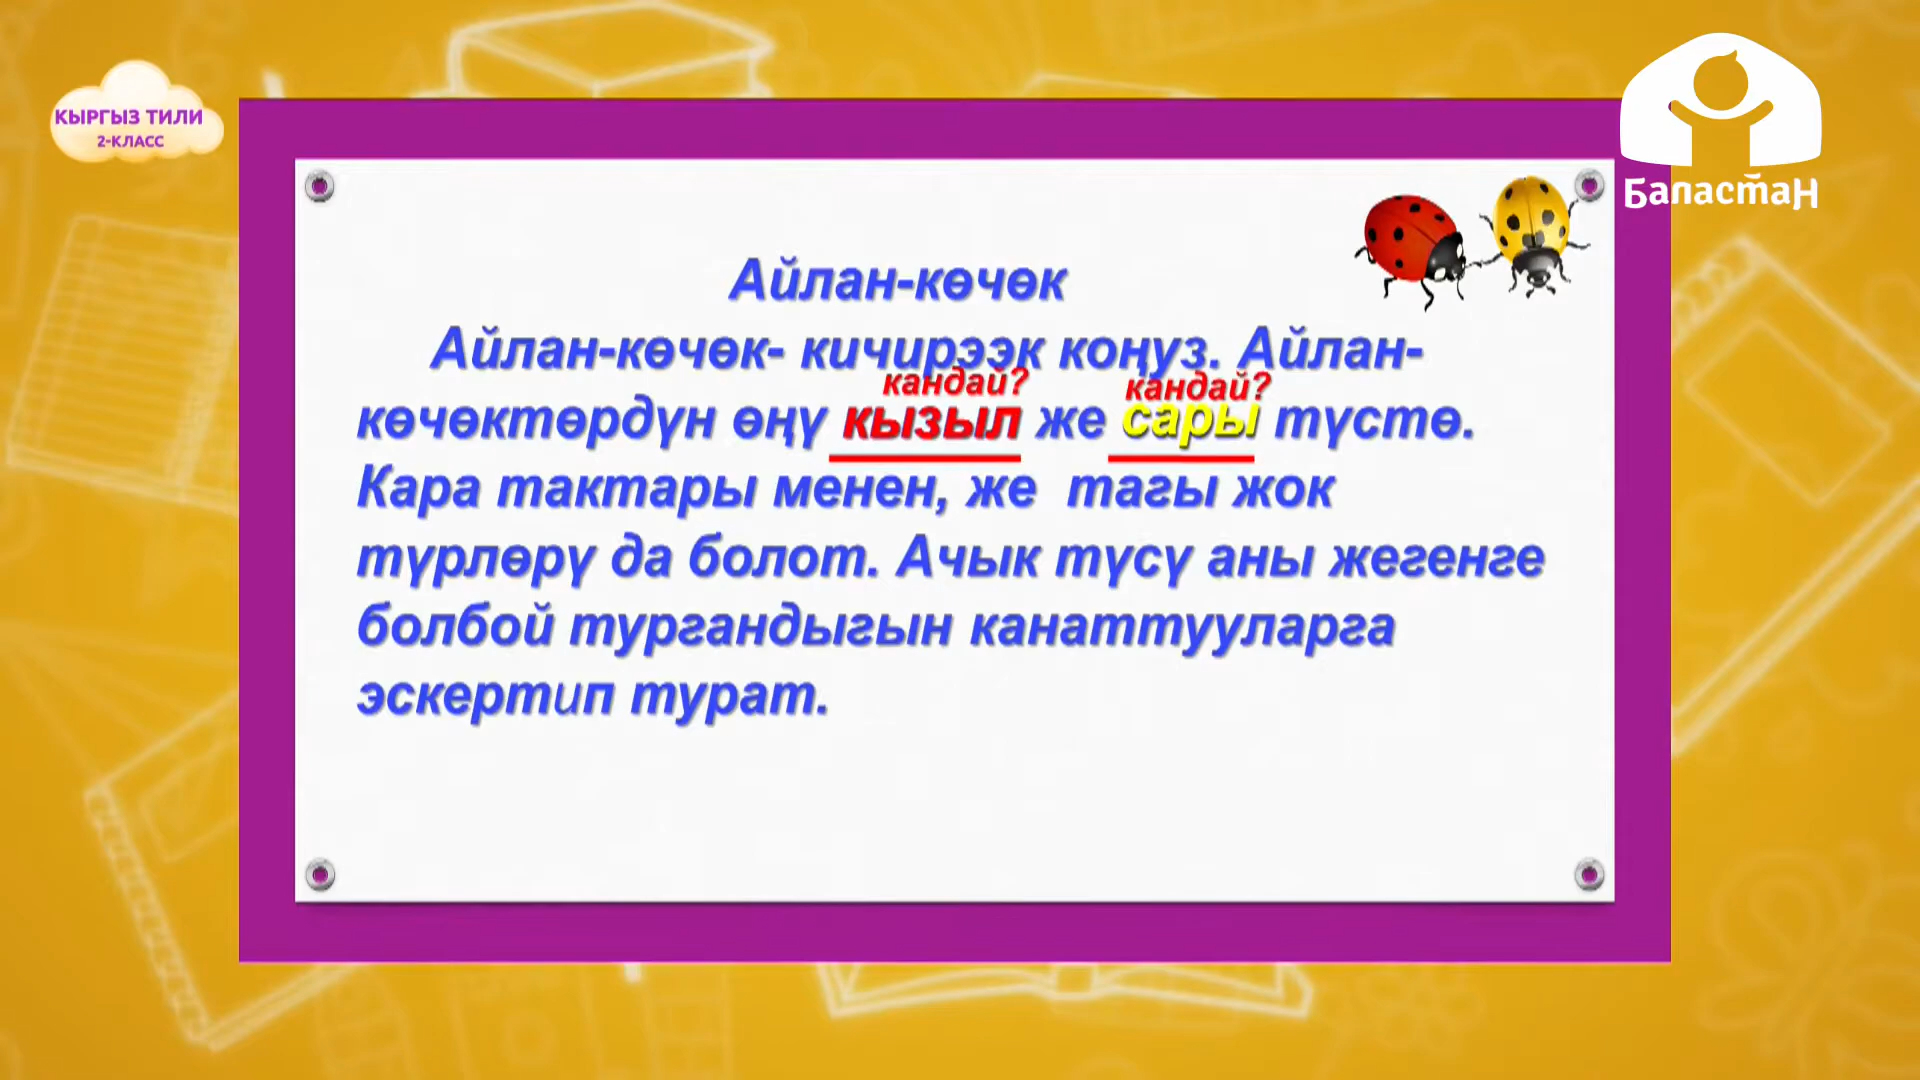 КЫРГЫЗ ТИЛИ
2-КЛАСС
Баластан
Айлан-көчөк
Айлан-көчөк- кичирээк коңуз. Айлан-
кандай? кандай?
көчөктөрдүн өңү кызыл же сары түстө.
Кара тактары менен, же тагы жок
түрлөрү да болот. Ачык түсү аны жегенге
болбой тургандыгын канаттууларга
эскертип турат.